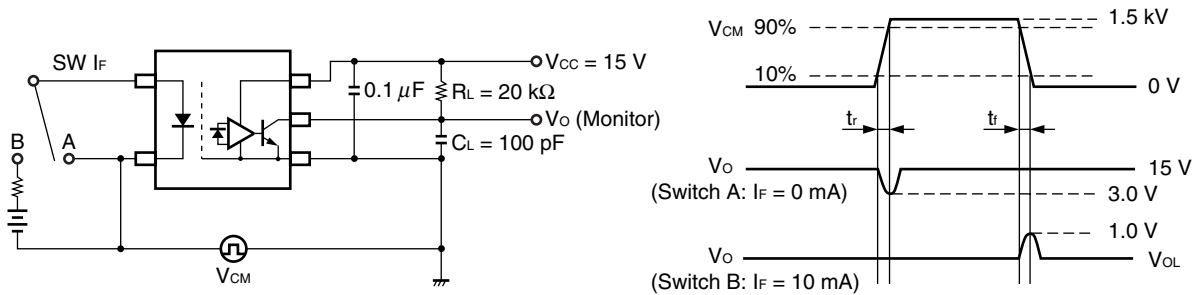 SW IF
B
A
0.1 μF
VCC = 15 V
RL = 20 kΩ
VO (Monitor)
CL = 100 pF
VCM
VCM 90%
10%
1.5 kV
0 V
tr
tf
VO
(Switch A: IF = 0 mA)
15 V
3.0 V
1.0 V
VO
(Switch B: IF = 10 mA)
VOL